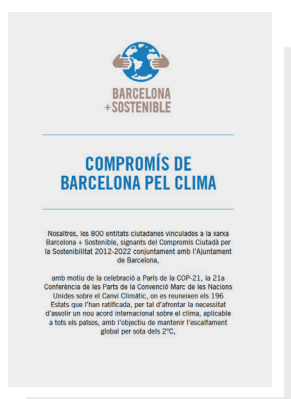 BARCELONA
+SOSTENIBLE
COMPROMÍS DE
BARCELONA PEL CLIMA
Nosaltres, les 800 entitats ciutadanes vinculades a la xarxa
Barcelona + Sostenible, signants del Compromís Ciutadà per
la Sostenibilitat 2012-2022 conjuntament amb l'Ajuntament
de Barcelona,
amb motiu de la celebració a París de la COP-21, la 21a
Conferència de les Parts de la Convenció Marc de les Nacions
Unides sobre el Canvi Climàtic, on es reuneixen els 196
Estats que l'han ratificada, per tal d'afrontar la necessitat
d'assolir un nou acord internacional sobre el clima, aplicable
a tots els països, amb l'objectiu de mantenir l'escalfament
global per sota dels 2ºC,